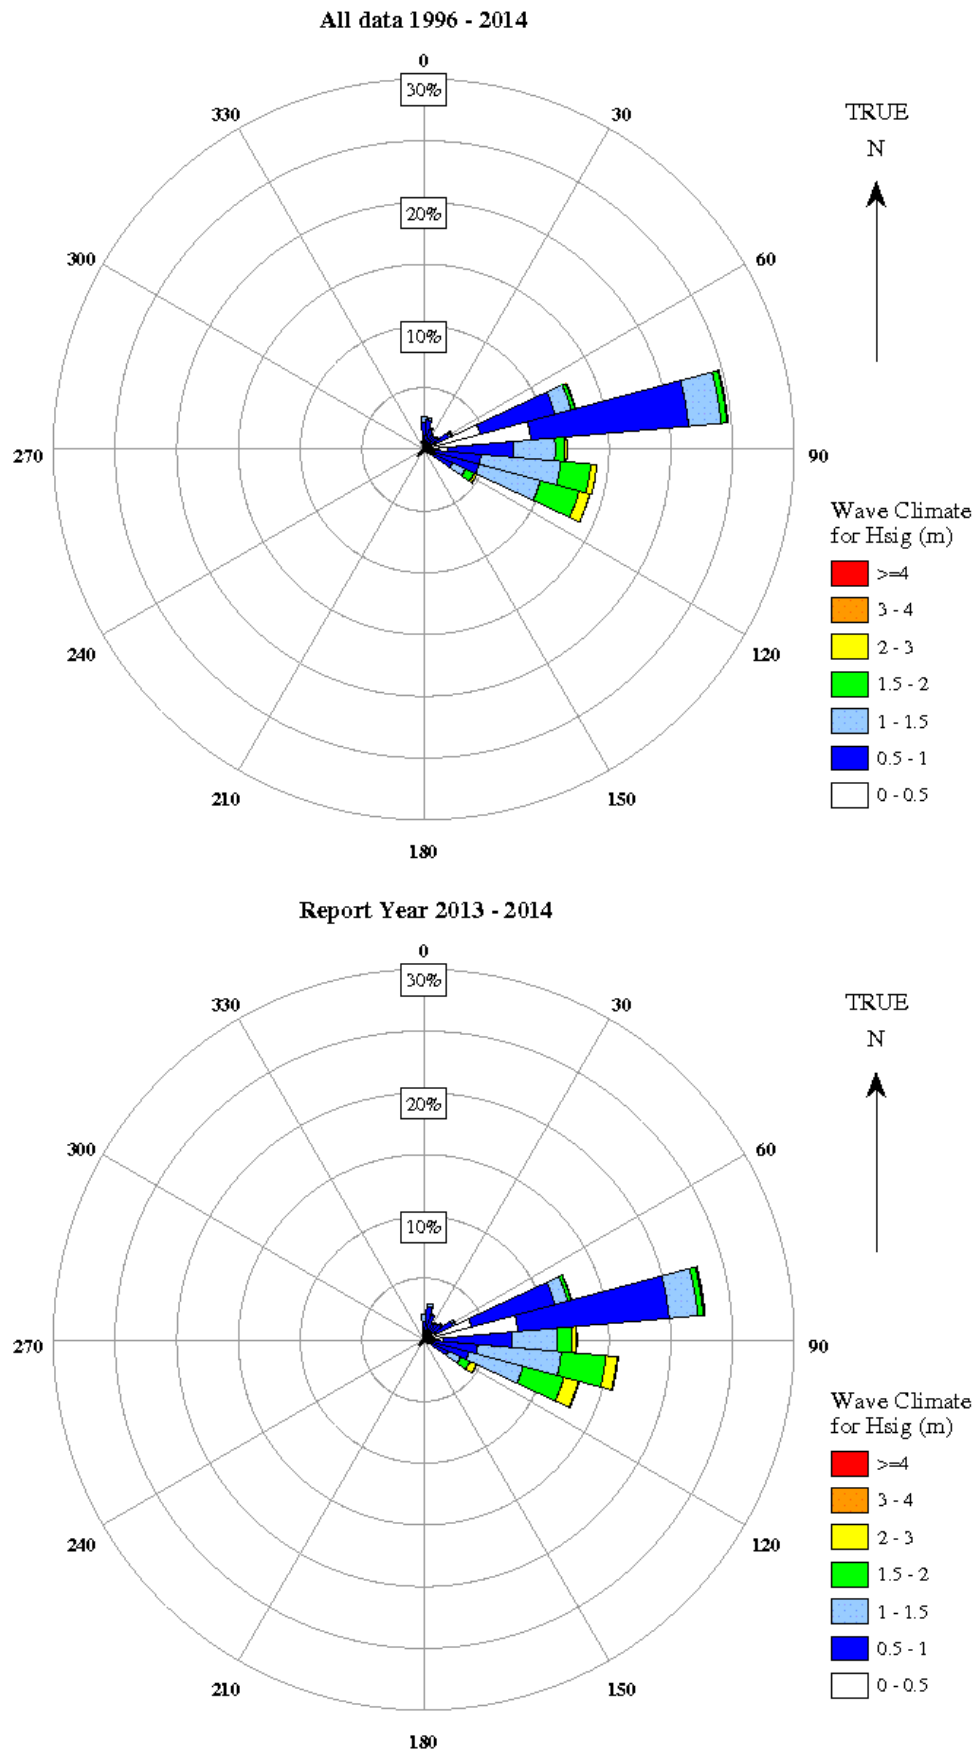 All data 1996 - 2014
0
30%
330
30
TRUE
N
20%
300
60
10%
270
90
Wave Climate
for Hsig (m)
>=4
3 - 4
2 - 3
1.5 - 2
1 - 1.5
0.5 - 1
0 - 0.5
240
120
210
150
180
Report Year 2013 - 2014
0
30%
330
30
TRUE
N
20%
300
60
10%
270
90
Wave Climate
for Hsig (m)
>=4
3 - 4
2 - 3
1.5 - 2
1 - 1.5
0.5 - 1
0 - 0.5
240
120
210
150
180